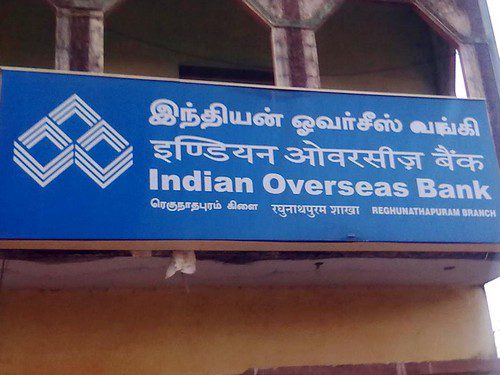 இந்தியன் ஓவர்சீஸ் வங்கி
इण्डियन ओवरसीज़ बैंक
Indian Overseas Bank
ரெகுநாதபுரம் கிளை रघुनाथपुरम शाखा REGHUNATHAPURAM BRANCH